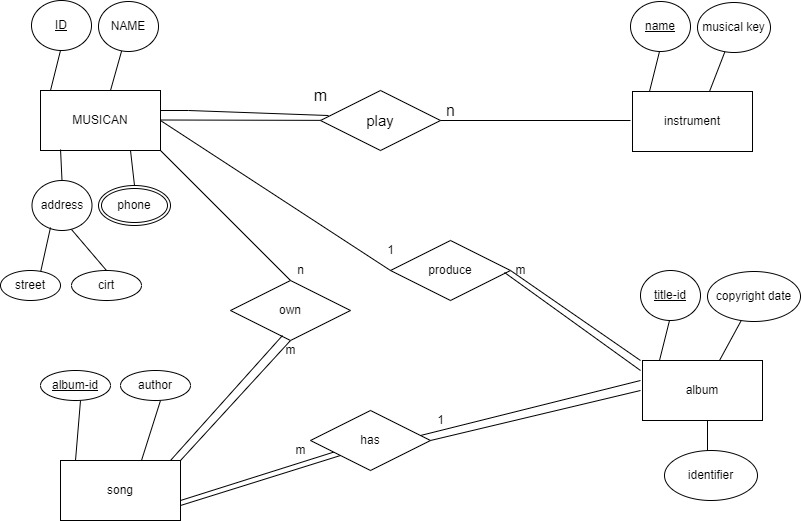 ID
NAME
name
musical key
m
n
MUSICAN
play
instrument
address
phone
1
produce
m
street
cirt
n
own
m
title-id
copyright date
album-id
author
album
1
has
m
identifier
song